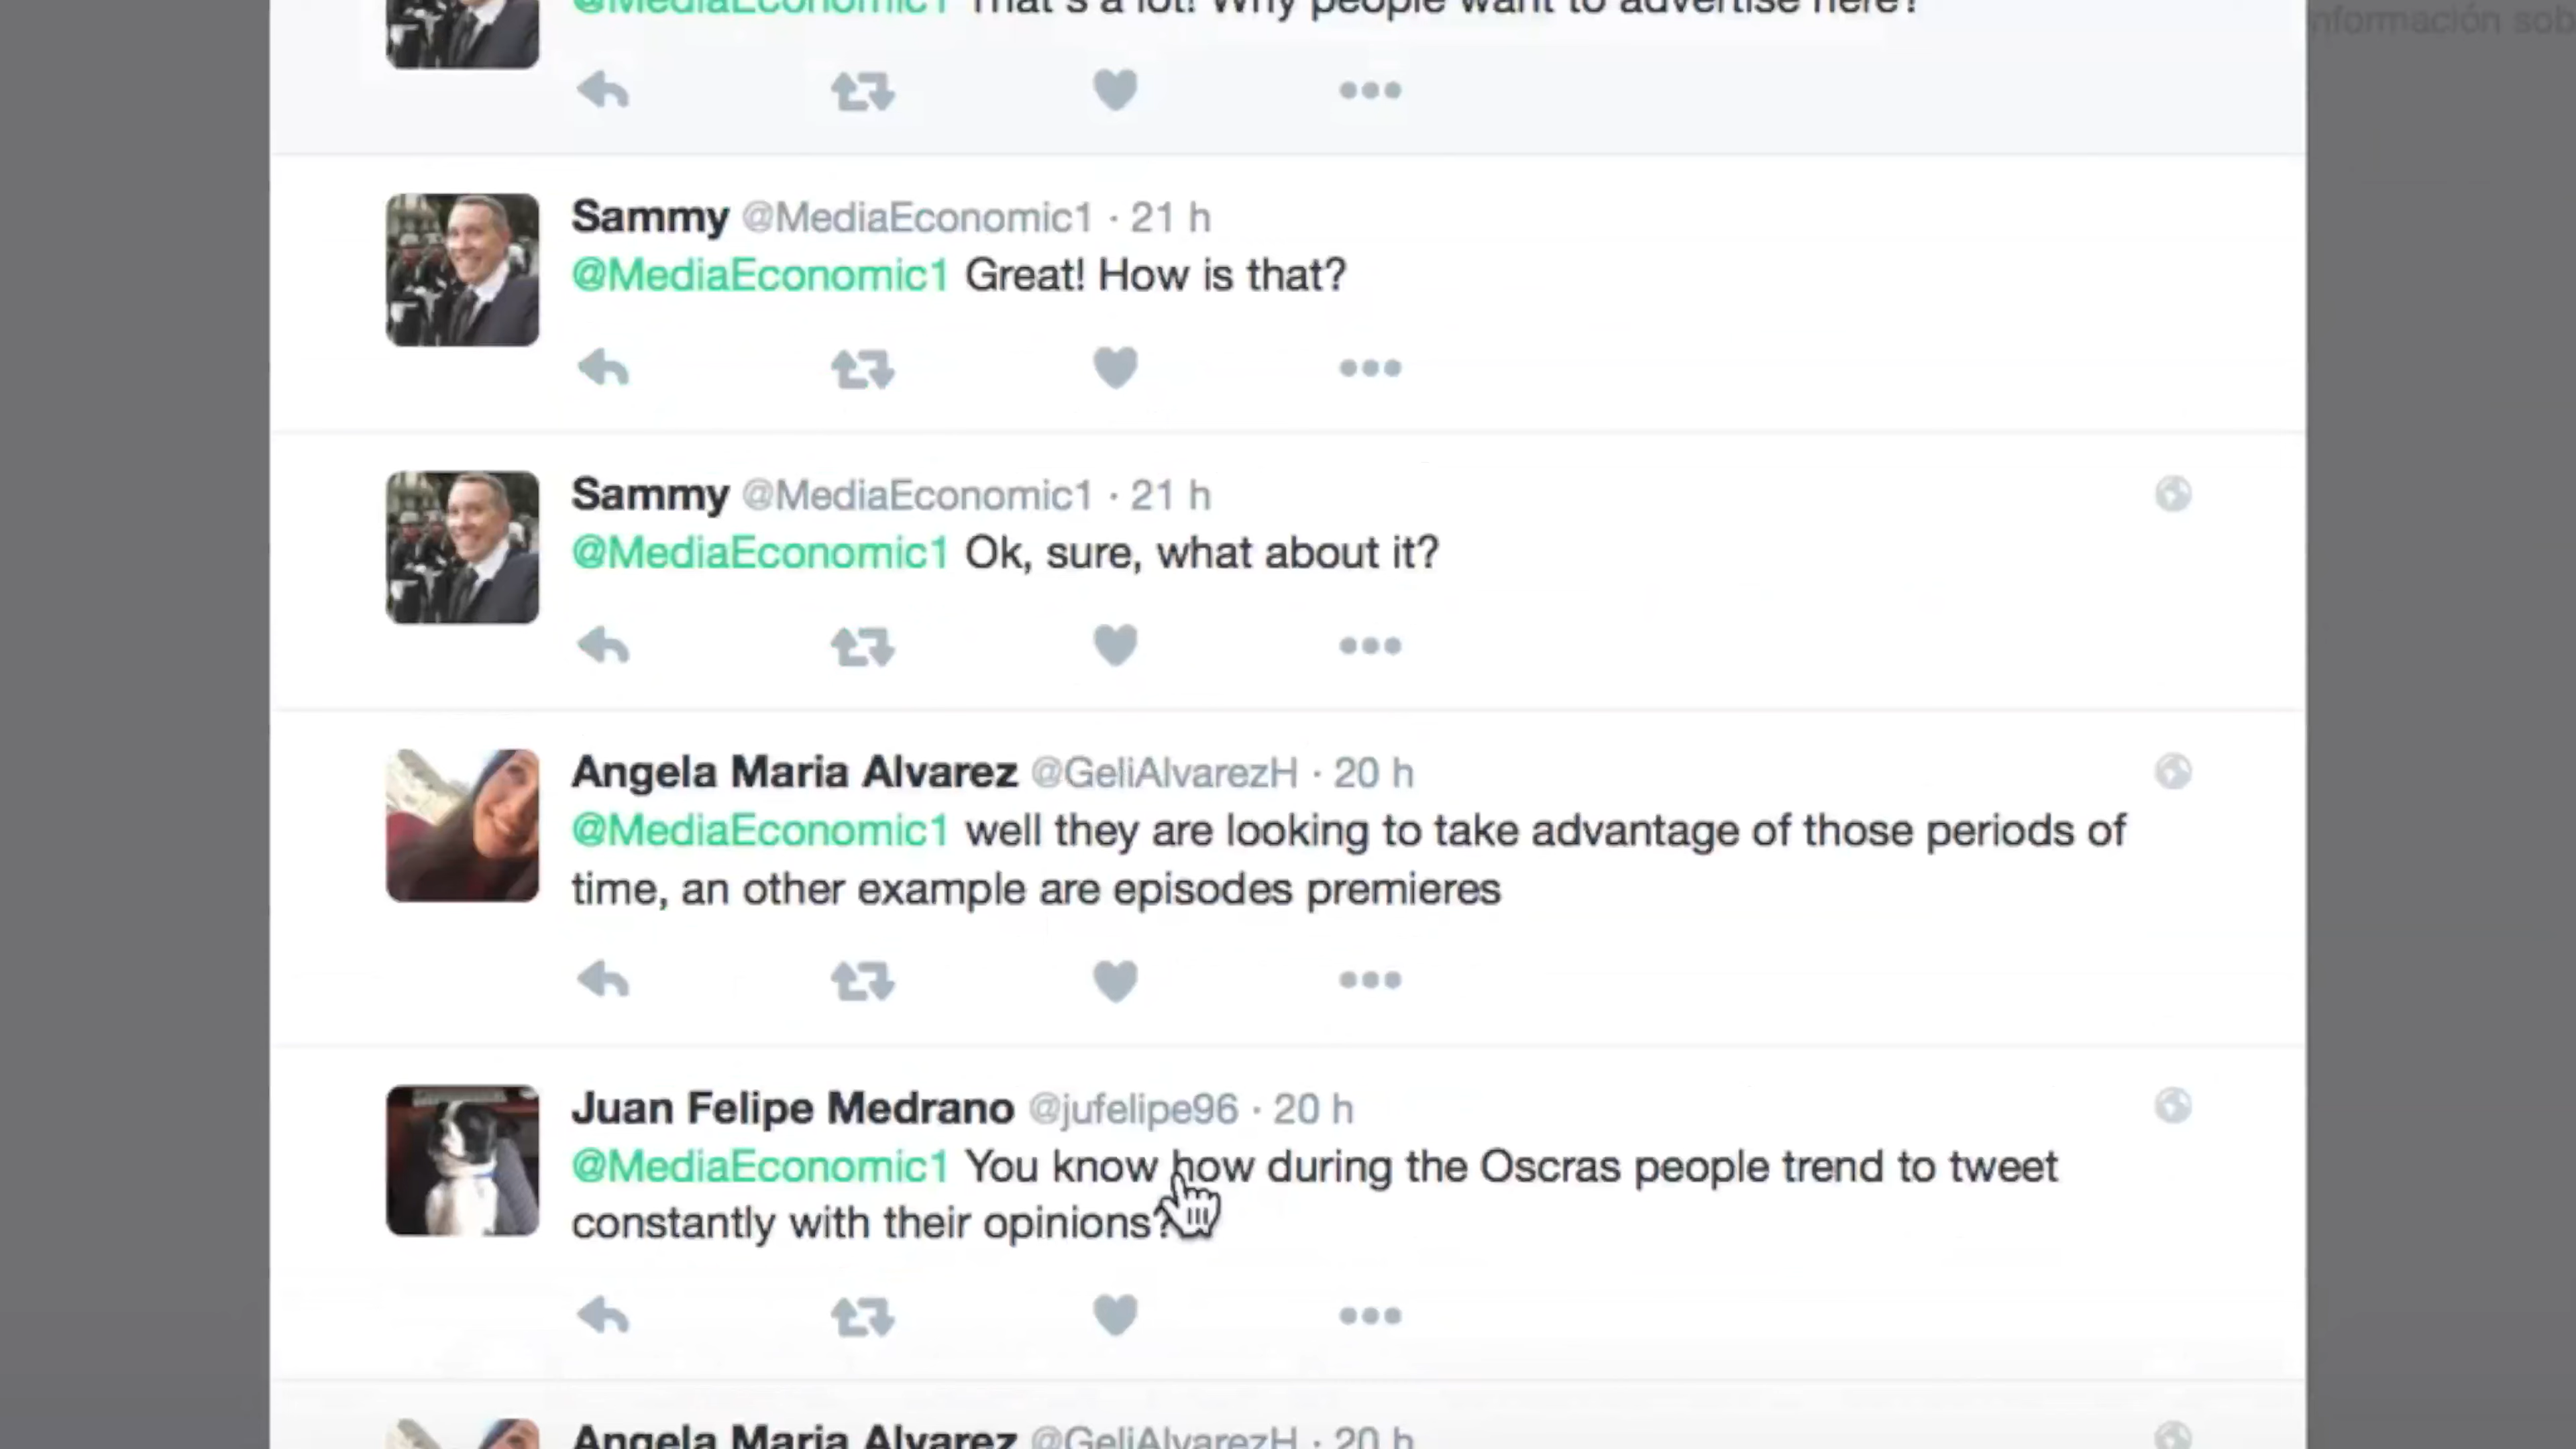 @MediaEconomic1 That's a lot! Why people want to advertise here?
nformación sob
Sammy @MediaEconomic1 · 21 h
@MediaEconomic1 Great! How is that?
Sammy @MediaEconomic1 · 21 h
@MediaEconomic1 Ok, sure, what about it?
Angela Maria Alvarez @GeliAlvarezH · 20 h
@MediaEconomic1 well they are looking to take advantage of those periods of
time, an other example are episodes premieres
Juan Felipe Medrano @jufelipe96 · 20 h
@MediaEconomic1 You know how during the Oscras people trend to tweet
constantly with their opinions?
Angela Maria Alvarez @GeliAlvarezH · 20 h